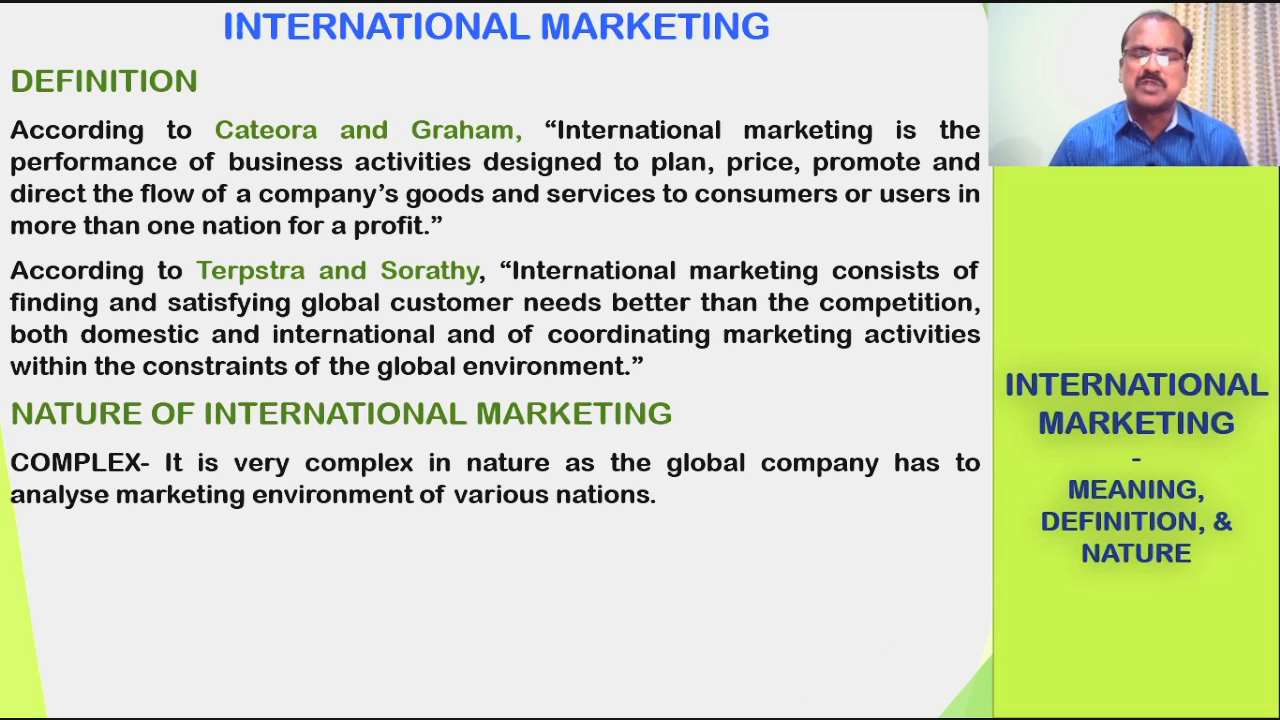 INTERNATIONAL MARKETING
DEFINITION
According to Cateora and Graham, “International marketing is the
performance of business activities designed to plan, price, promote and
direct the flow of a company’s goods and services to consumers or users in
more than one nation for a profit.”
According to Terpstra and Sorathy, “International marketing consists of
finding and satisfying global customer needs better than the competition,
both domestic and international and of coordinating marketing activities
within the constraints of the global environment.”
NATURE OF INTERNATIONAL MARKETING
COMPLEX- It is very complex in nature as the global company has to
analyse marketing environment of various nations.
INTERNATIONAL
MARKETING
-
MEANING,
DEFINITION, &
NATURE